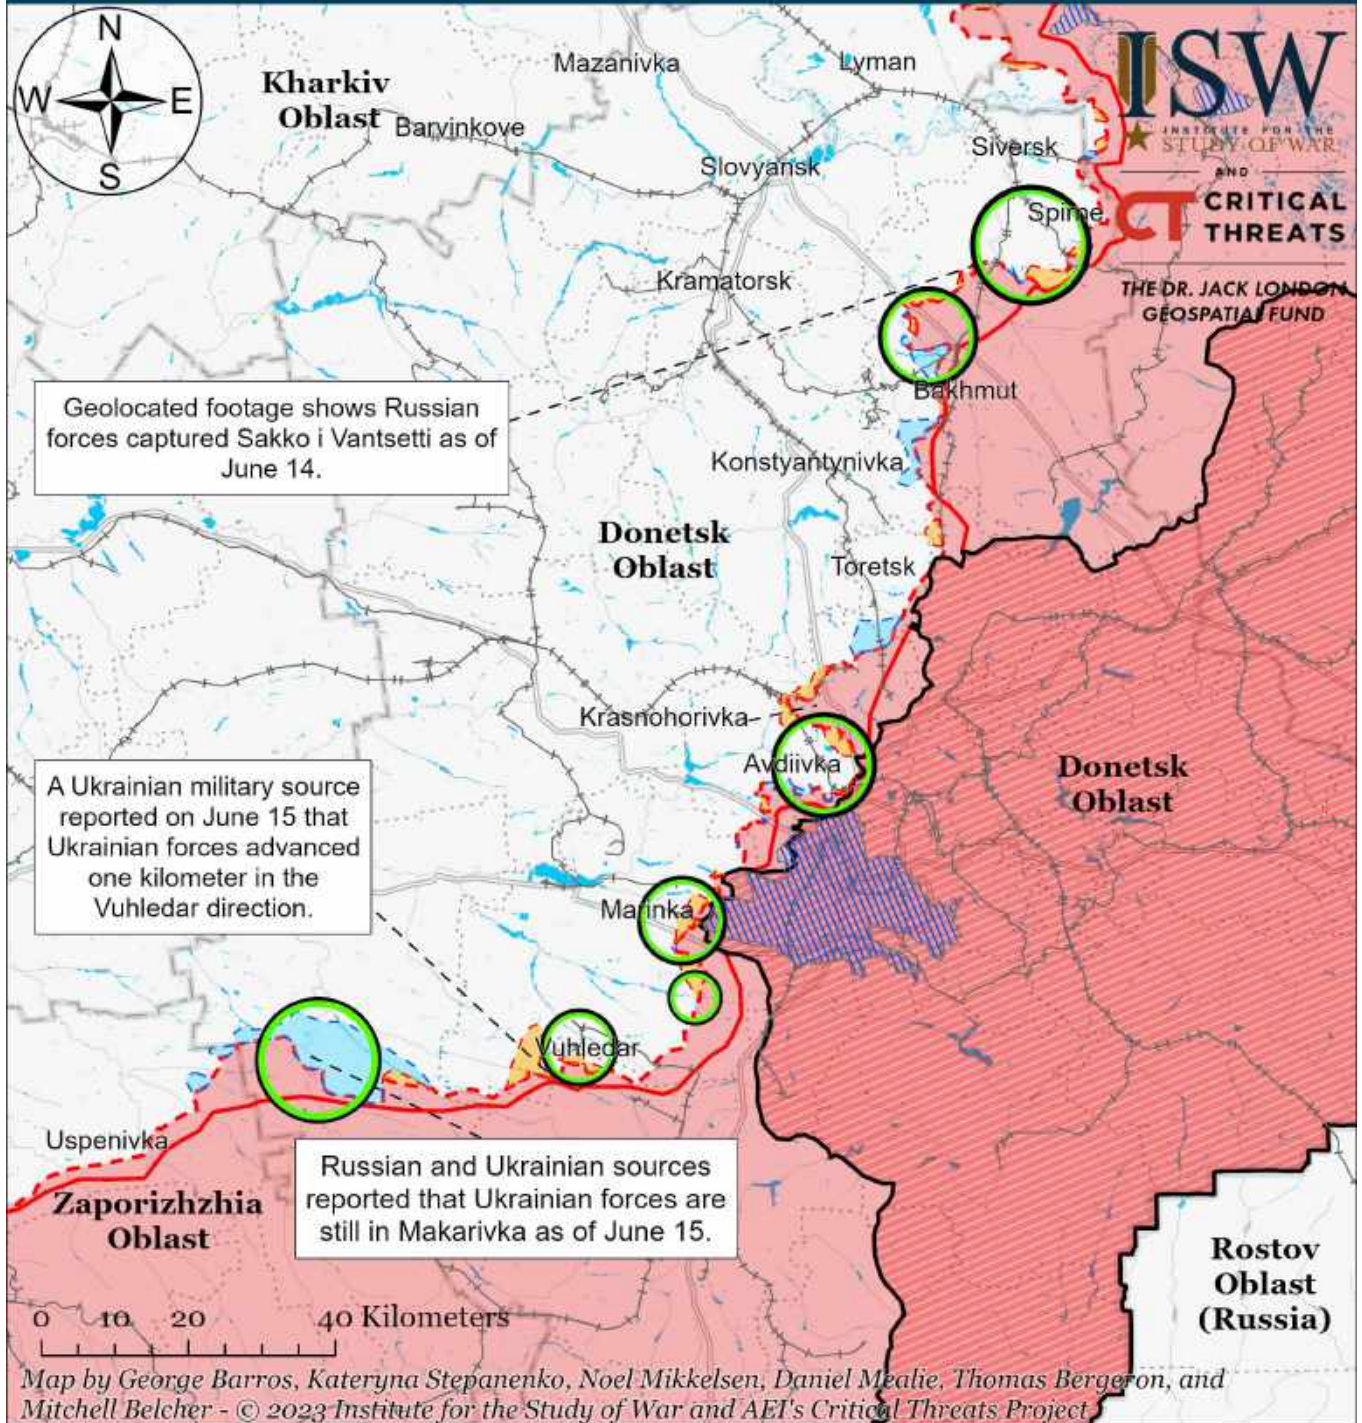 N
W E
S
Kharkiv
Oblast
Mazanivka
Lyman
Barvinkove
Slovyansk
Siversk
ISW
INSTITUTE FOR THE
STUDY OF WAR
AND
CT CRITICAL
THREATS
THE DR. JACK LONDON
GEOSPATIAL FUND
Spirne
Kramatorsk
Bakhmut
Geolocated footage shows Russian
forces captured Sakko i Vantsetti as of
June 14.
Konstyantynivka
Donetsk
Oblast
Toretsk
Krasnohorivka
Avdiivka
Donetsk
Oblast
A Ukrainian military source
reported on June 15 that
Ukrainian forces advanced
one kilometer in the
Vuhledar direction.
Marinka
Vuhledar
Uspenivka
Russian and Ukrainian sources
reported that Ukrainian forces are
still in Makarivka as of June 15.
Zaporizhzhia
Oblast
Rostov
Oblast
(Russia)
0 10 20 40 Kilometers
Map by George Barros, Kateryna Stepanenko, Noel Mikkelsen, Daniel Mealie, Thomas Bergeron, and
Mitchell Belcher - © 2023 Institute for the Study of War and AEI's Critical Threats Project